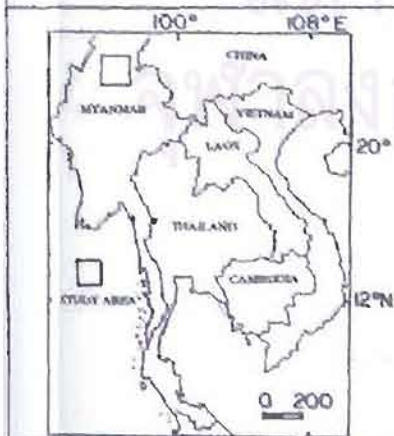 100°
108° E
CHINA
MYANMAR
VIETNAM
LAOS
20°
THAILAND
CAMBODIA
STUDY AREA
12°N
0 200